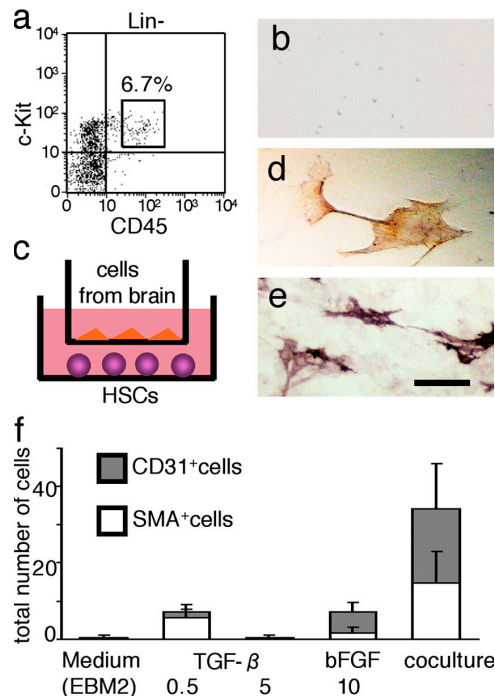 a
Lin-
6.7%
c-Kit
10⁴
10³
10²
10
0
0 10 10² 10³ 10⁴
CD45
b
c
cells
from brain
HSCs
d
e
f
total number of cells
40
20
0
CD31⁺cells
SMA⁺cells
Medium
(EBM2)
TGF-β
0.5 5
bFGF
10
coculture